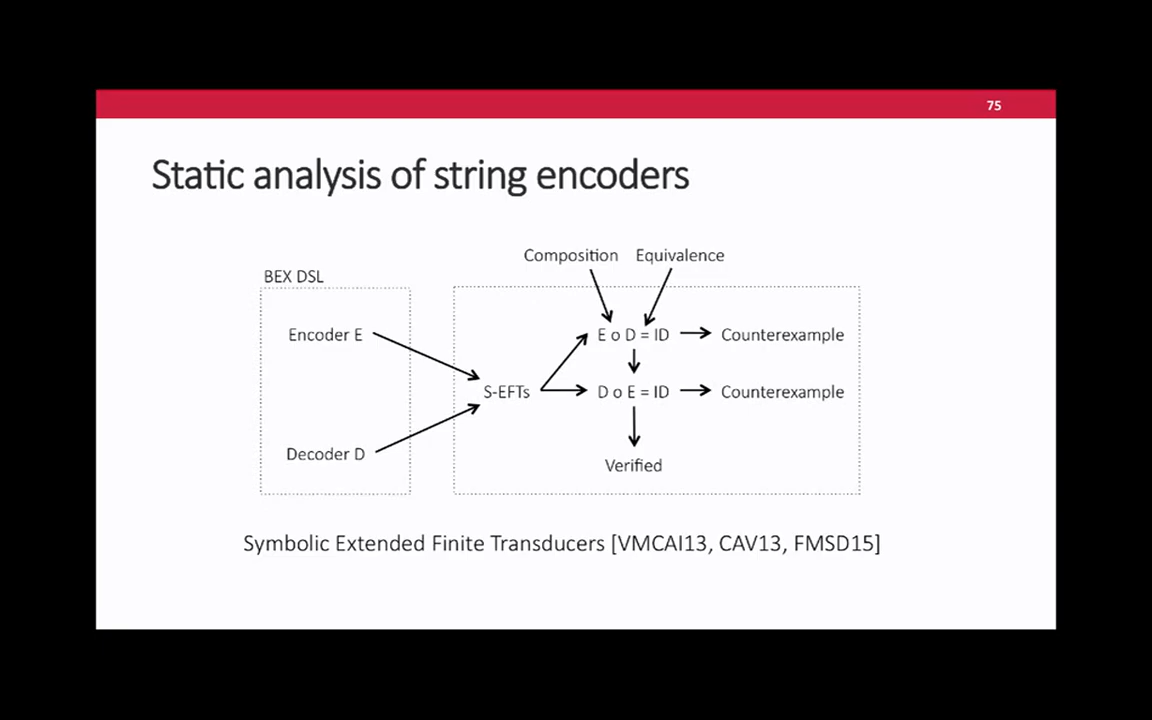 75
Static analysis of string encoders
Composition Equivalence
BEX DSL
Encoder E
E o D = ID
Counterexample
S-EFTs
D o E = ID
Counterexample
Decoder D
Verified
Symbolic Extended Finite Transducers [VMCAI13, CAV13, FMSD15]